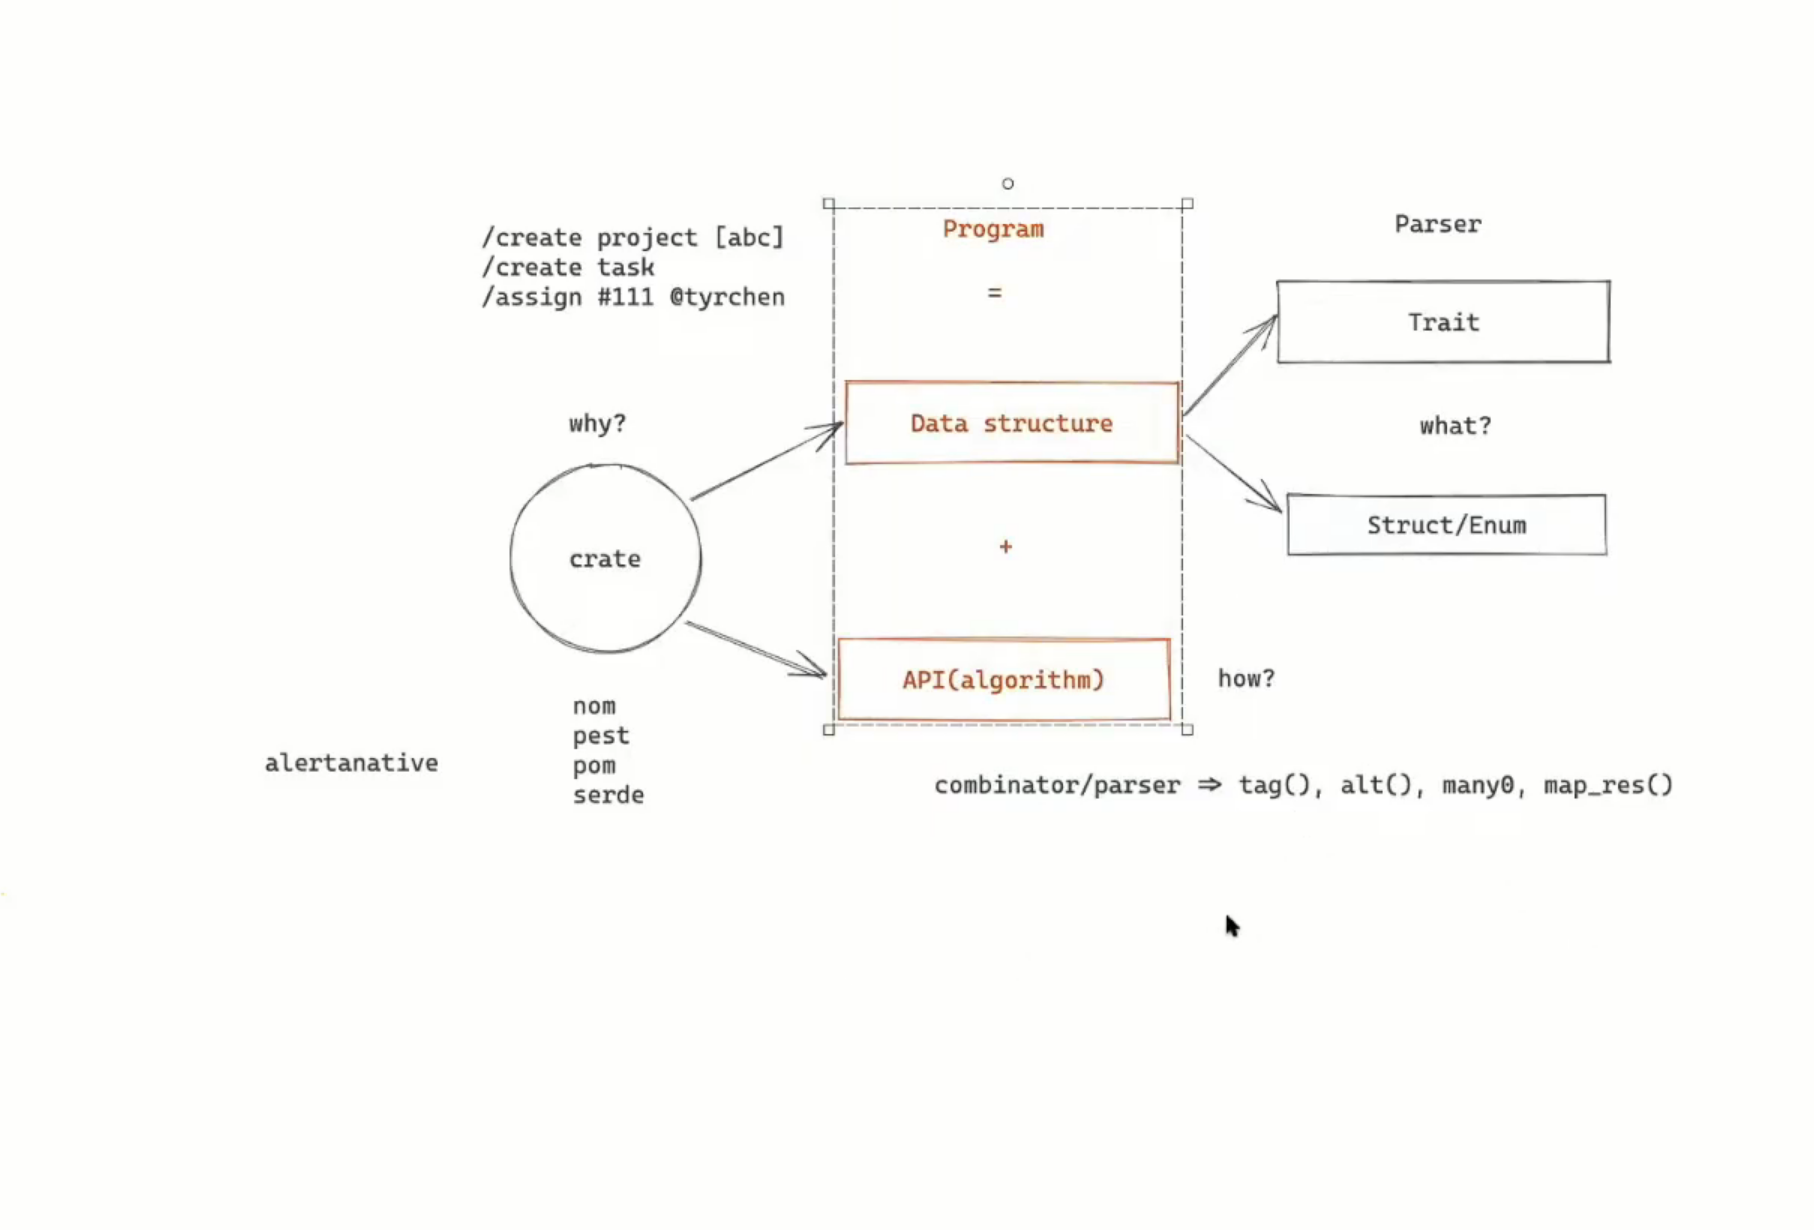 Program
Parser
/create project [abc]
/create task
/assign #111 @tyrchen
=
Trait
why?
Data structure
what?
Struct/Enum
+
crate
API(algorithm)
how?
nom
pest
pom
serde
alertanative
combinator/parser => tag(), alt(), many0, map_res()